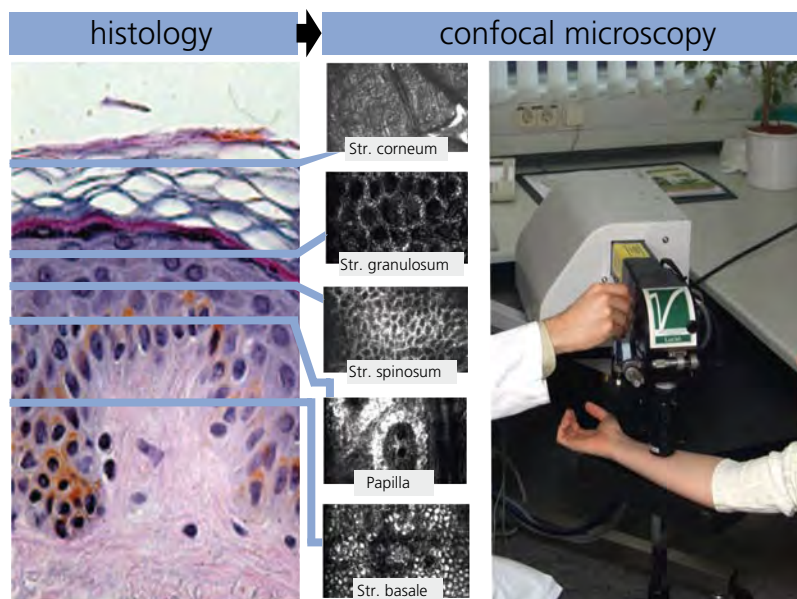 histology
confocal microscopy
Str. corneum
Str. granulosum
Str. spinosum
Papilla
Str. basale